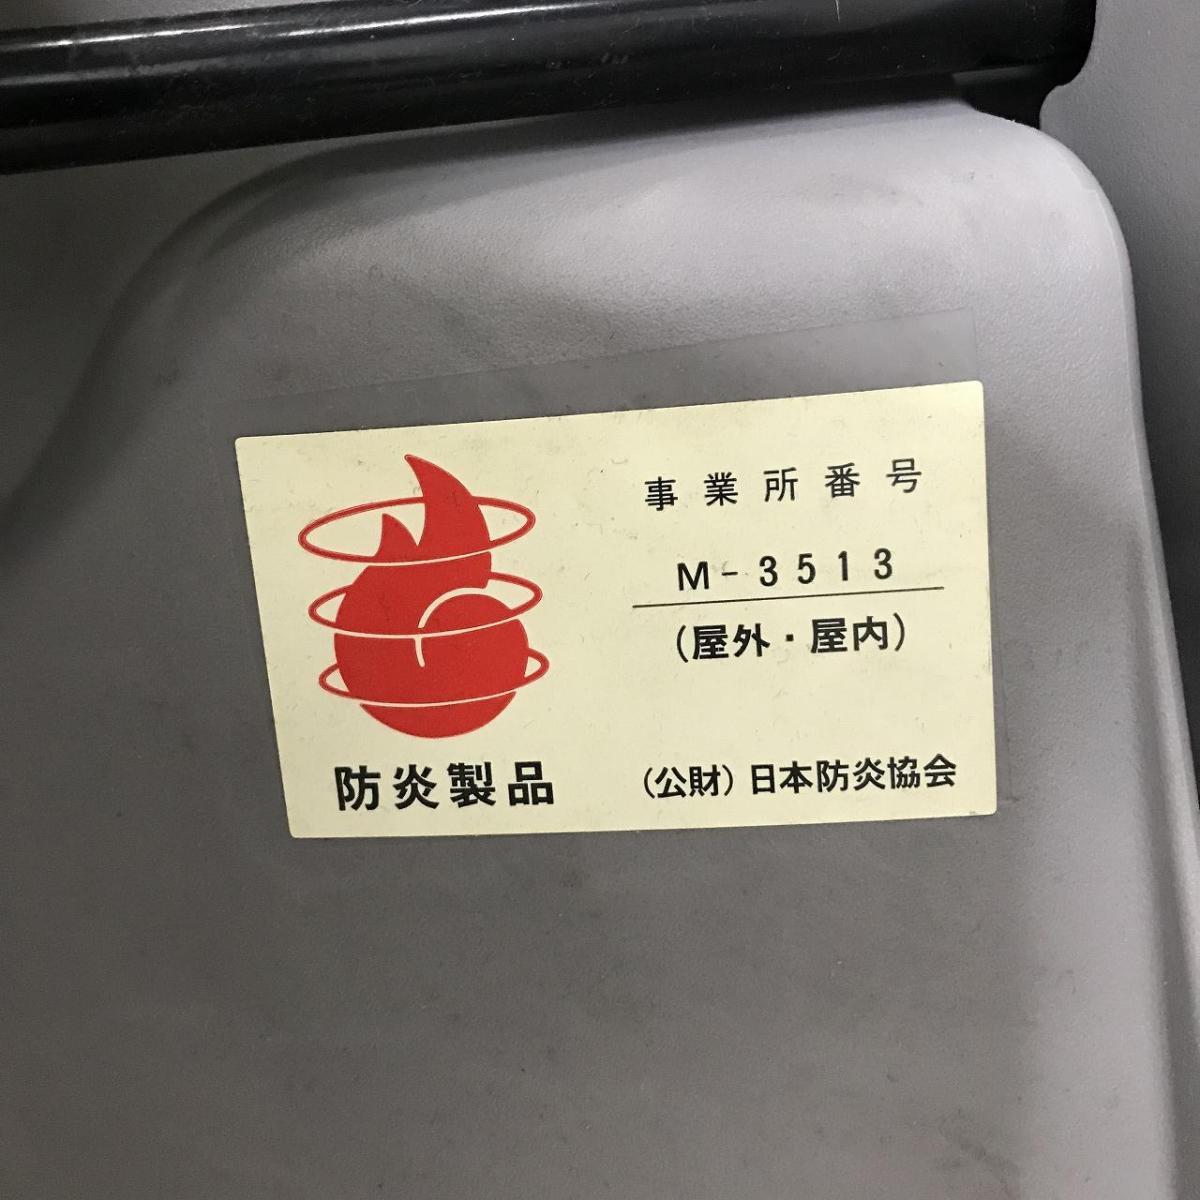 事業所番号
M-3513
(屋外・屋内)
防炎製品
(公財)日本防炎協会